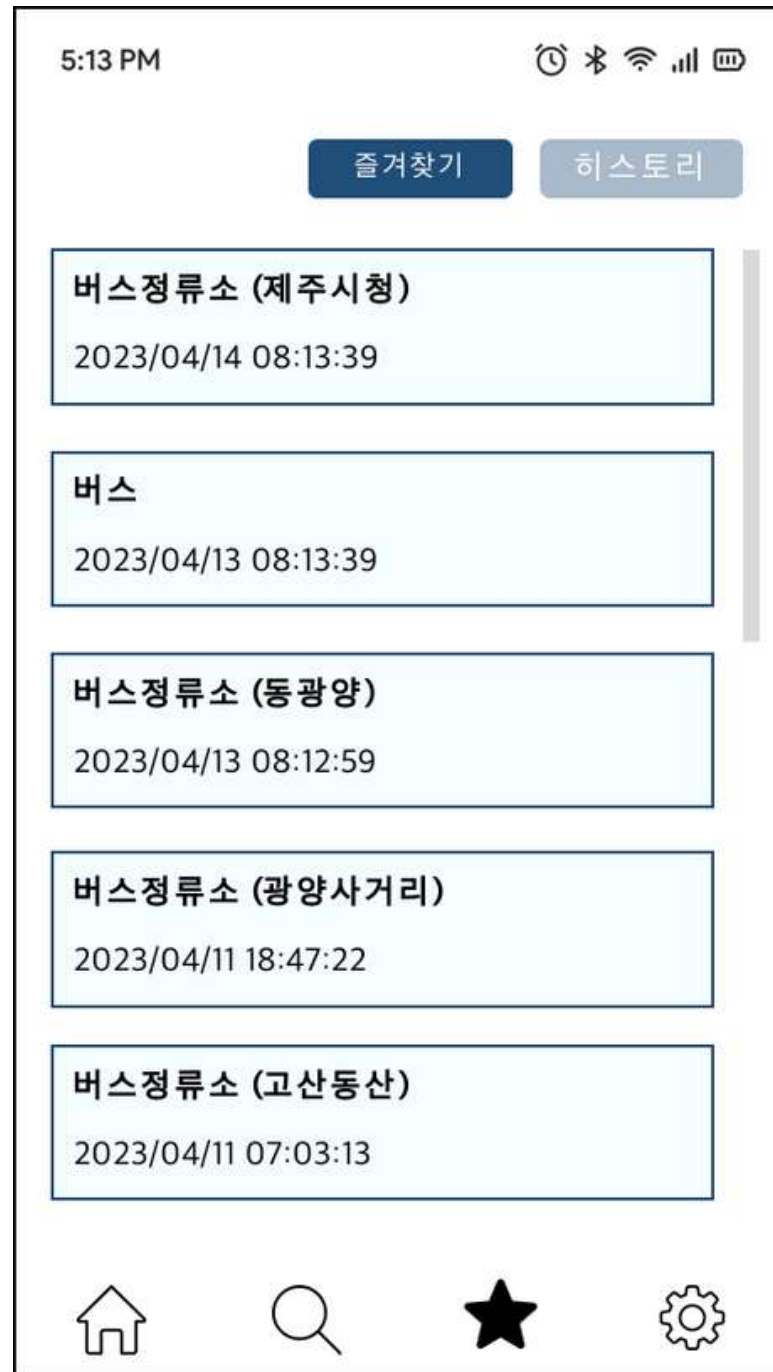 5:13 PM
즐겨찾기
히스토리
버스정류소 (제주시청)
2023/04/14 08:13:39
버스
2023/04/13 08:13:39
버스정류소 (동광양)
2023/04/13 08:12:59
버스정류소 (광양사거리)
2023/04/11 18:47:22
버스정류소 (고산동산)
2023/04/11 07:03:13